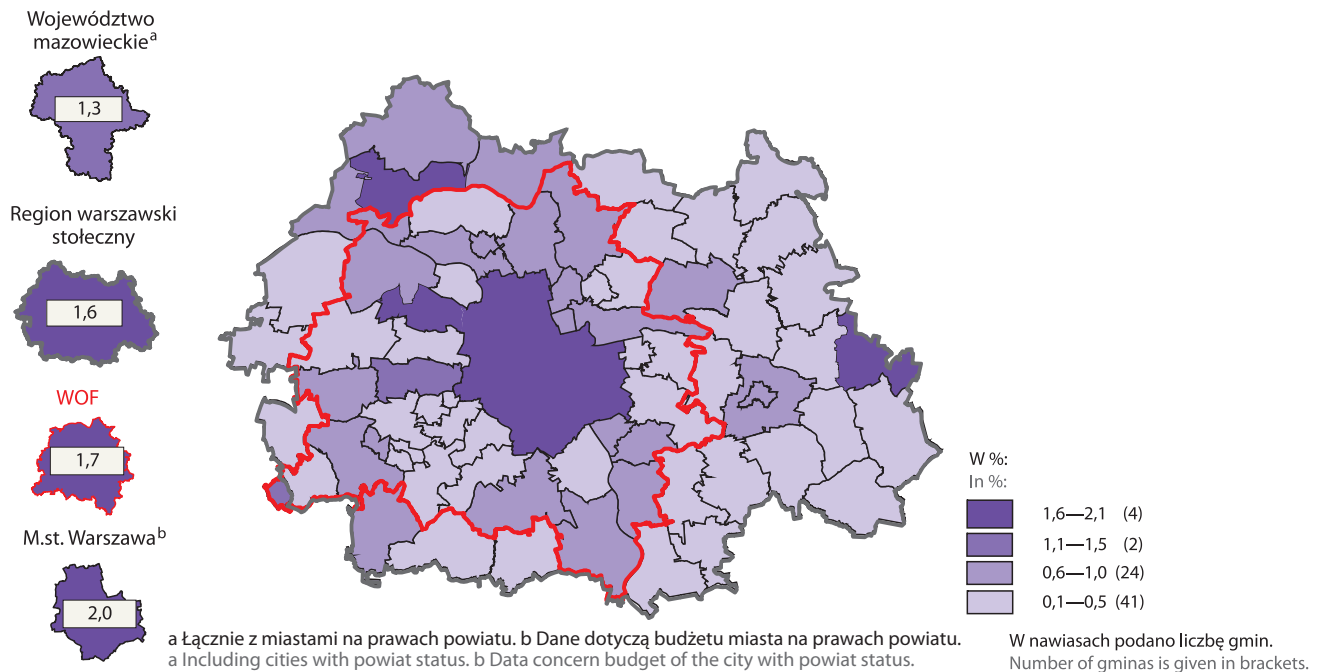 Województwo
mazowieckieᵃ
1,3
Region warszawski
stołeczny
1,6
WOF
1,7
M.st. Warszawaᵇ
2,0
W %:
In %:
1,6—2,1 (4)
1,1—1,5 (2)
0,6—1,0 (24)
0,1—0,5 (41)
a Łącznie z miastami na prawach powiatu. b Dane dotyczą budżetu miasta na prawach powiatu.
a Including cities with powiat status. b Data concern budget of the city with powiat status.
W nawiasach podano liczbę gmin.
Number of gminas is given in brackets.